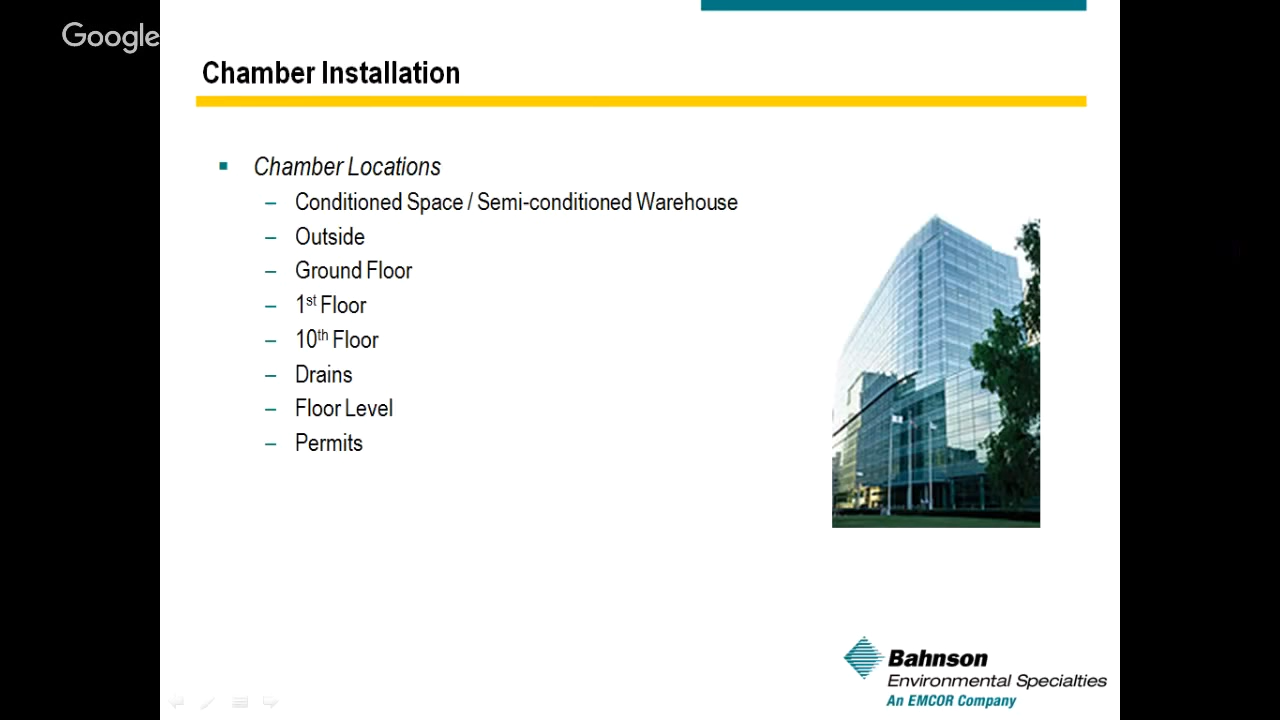 Google
Chamber Installation
▪ Chamber Locations
– Conditioned Space / Semi-conditioned Warehouse
– Outside
– Ground Floor
– 1st Floor
– 10th Floor
– Drains
– Floor Level
– Permits
Bahnson
Environmental Specialties
An EMCOR Company